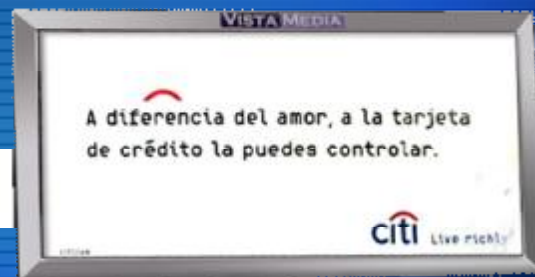 VISTA MEDIA
A diferencia del amor, a la tarjeta
de crédito la puedes controlar.
citi Live richly